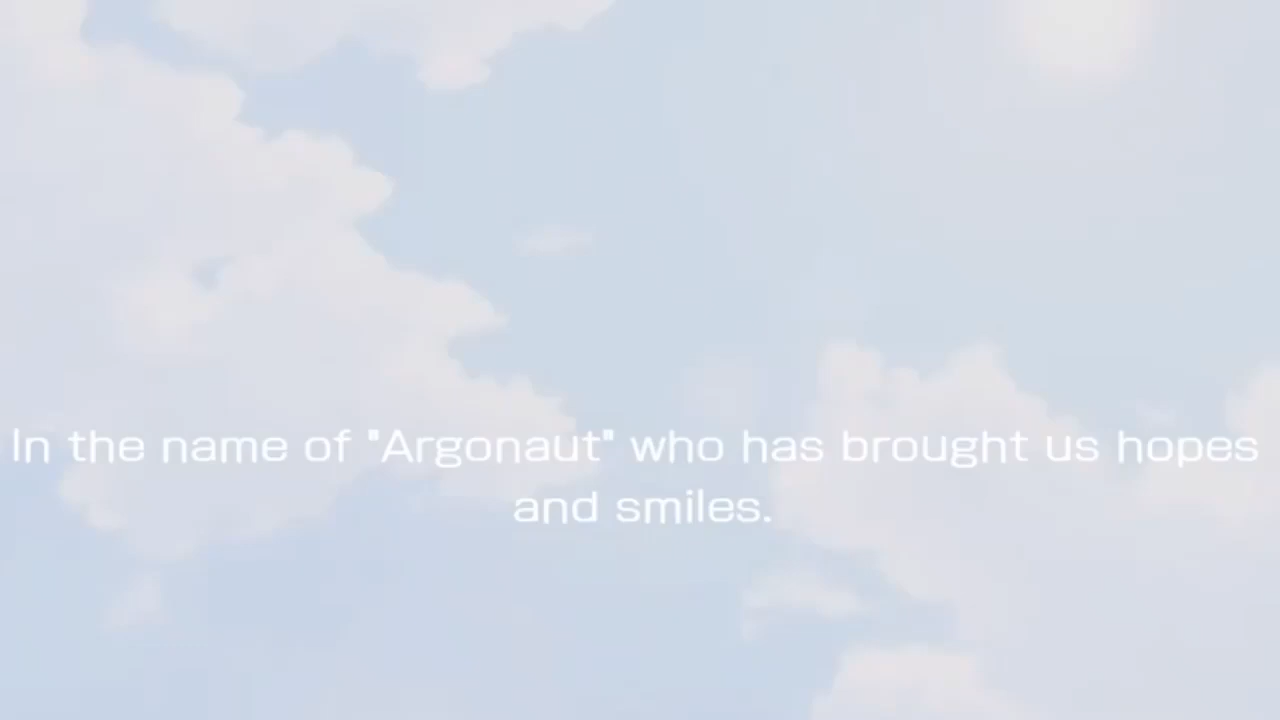 In the name of "Argonaut" who has brought us hopes
and smiles.